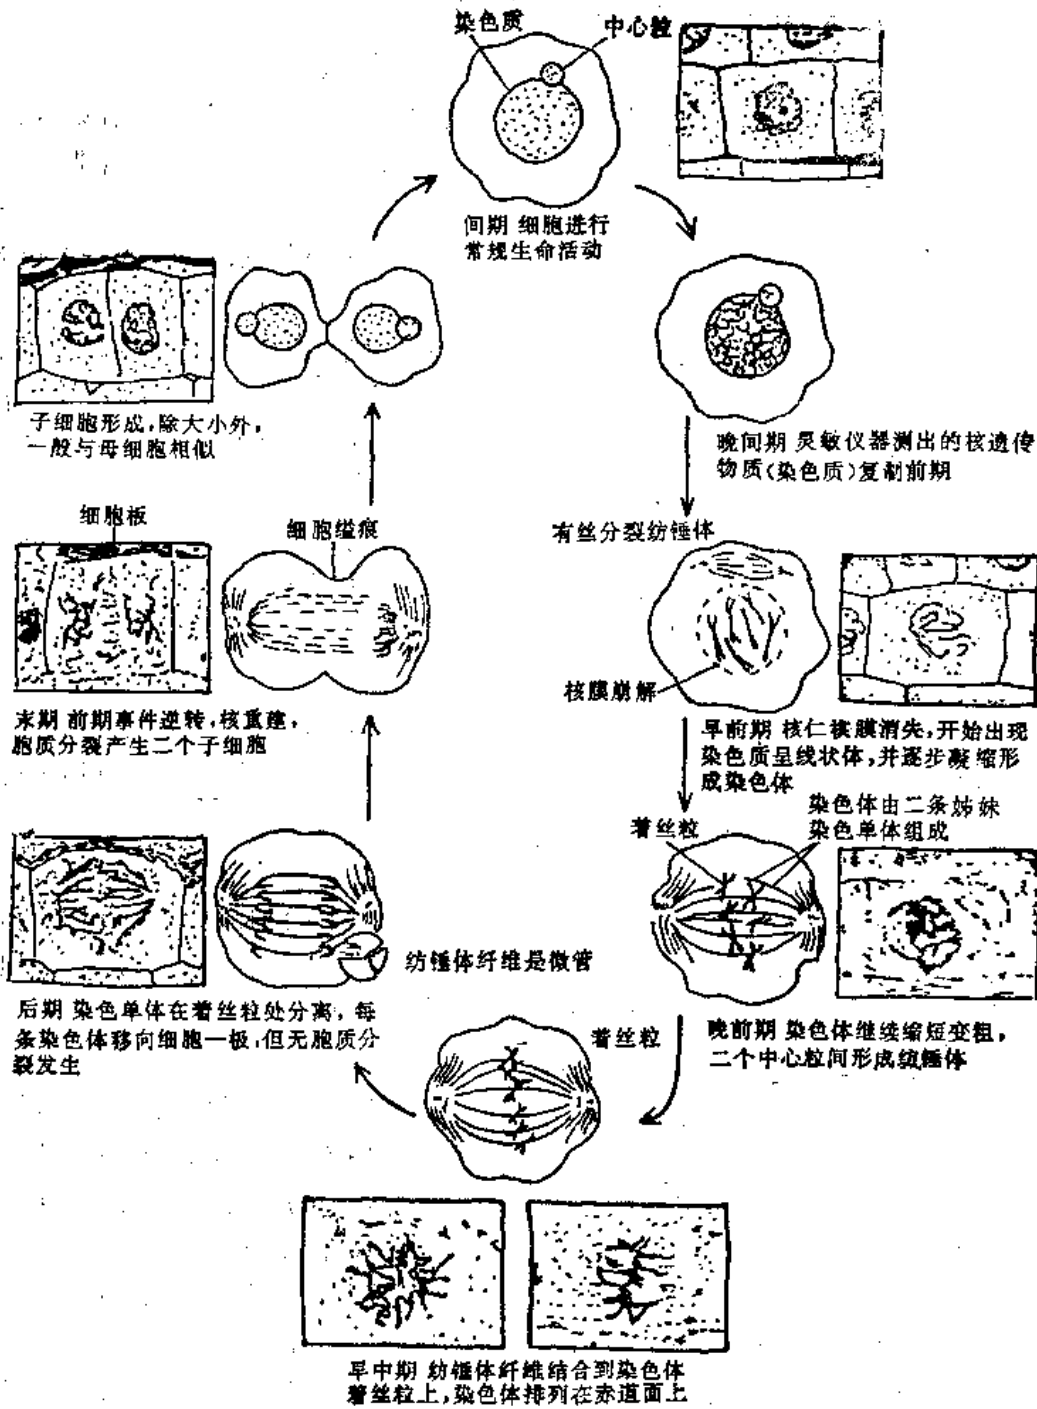 染色质
中心粒
间期 细胞进行
常规生命活动
晚间期 灵敏仪器测出的核遗传
物质(染色质)复制前期
有丝分裂纺锤体
核膜崩解
早前期 核仁核膜消失,开始出现
染色质呈线状体,并逐步凝缩形
成染色体
着丝粒
染色体由二条姊妹
染色单体组成
晚前期 染色体继续缩短变粗,
二个中心粒间形成纺锤体
着丝粒
早中期 纺锤体纤维结合到染色体
着丝粒上,染色体排列在赤道面上
纺锤体纤维是微管
后期 染色单体在着丝粒处分离,每
条染色体移向细胞一极,但无胞质分
裂发生
细胞板
细胞缢痕
末期 前期事件逆转,核重建,
胞质分裂产生二个子细胞
子细胞形成,除大小外,
一般与母细胞相似